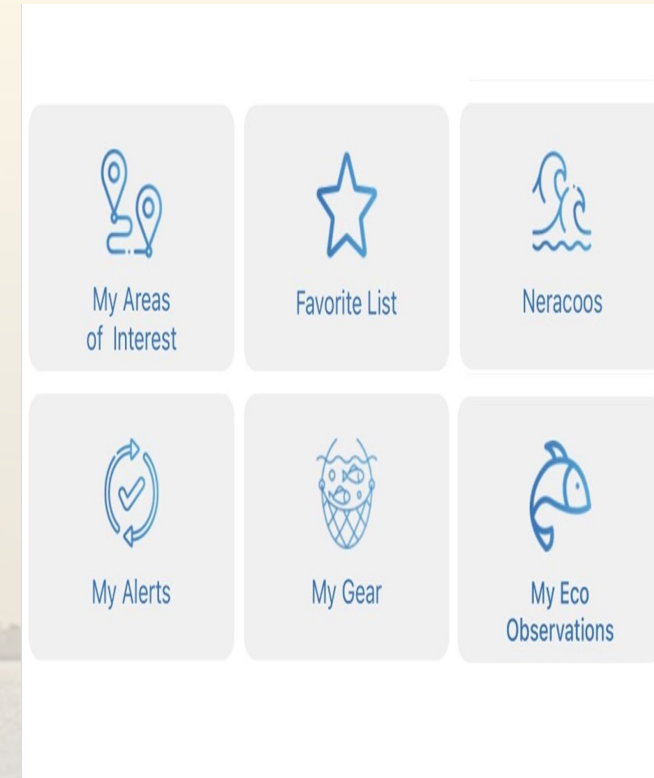 My Areas
of Interest
Favorite List
Neracoos
My Alerts
My Gear
My Eco
Observations